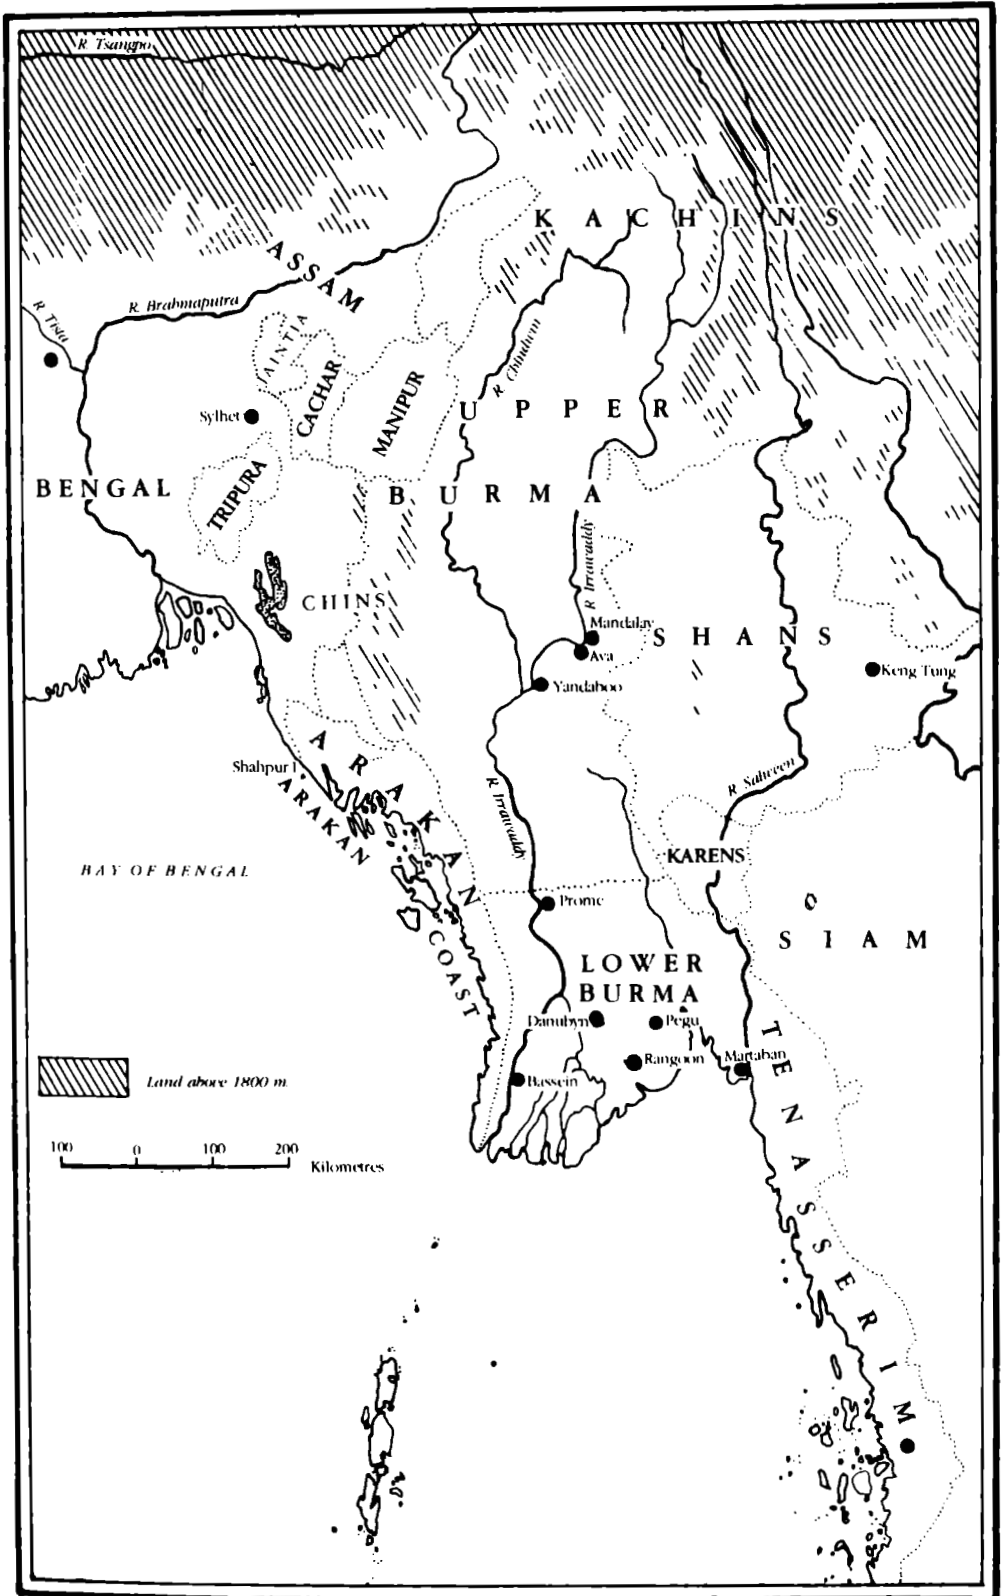 R. Tsangpo
KACHINS
ASSAM
R. Brahmaputra
R. Tista
JAINTIA
CACHAR
MANIPUR
R. Chindwin
UPPER
Sylhet
BENGAL
TRIPURA
BURMA
R. Irrawaddy
CHINS
Mandalay
SHANS
Ava
Keng Tung
Yandaboo
ARAKAN
Shahpuri
R. Salween
ARAKAN
R. Irrawaddy
KARENS
BAY OF BENGAL
Prome
SIAM
COAST
LOWER
BURMA
Danubyn
Pegu
TENASSERIM
Rangoon
Martaban
Bassein
Land above 1800 m.
100 0 100 200
Kilometres